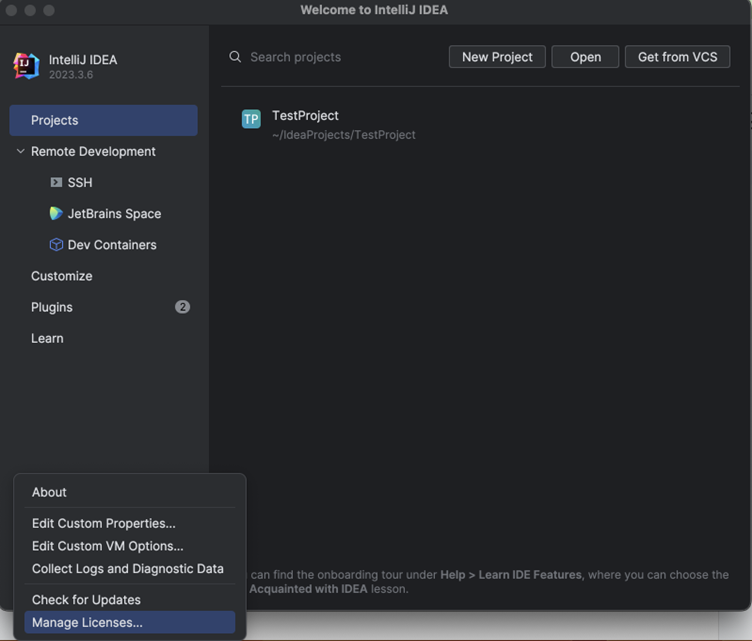 Welcome to IntelliJ IDEA
IJ
IntelliJ IDEA
2023.3.6
Search projects
New Project
Open
Get from VCS
Projects
TP
TestProject
~/IdeaProjects/TestProject
Remote Development
SSH
JetBrains Space
Dev Containers
Customize
Plugins
2
Learn
About
Edit Custom Properties...
Edit Custom VM Options...
Collect Logs and Diagnostic Data
Check for Updates
Manage Licenses...
can find the onboarding tour under Help > Learn IDE Features, where you can choose the
Acquainted with IDEA lesson.